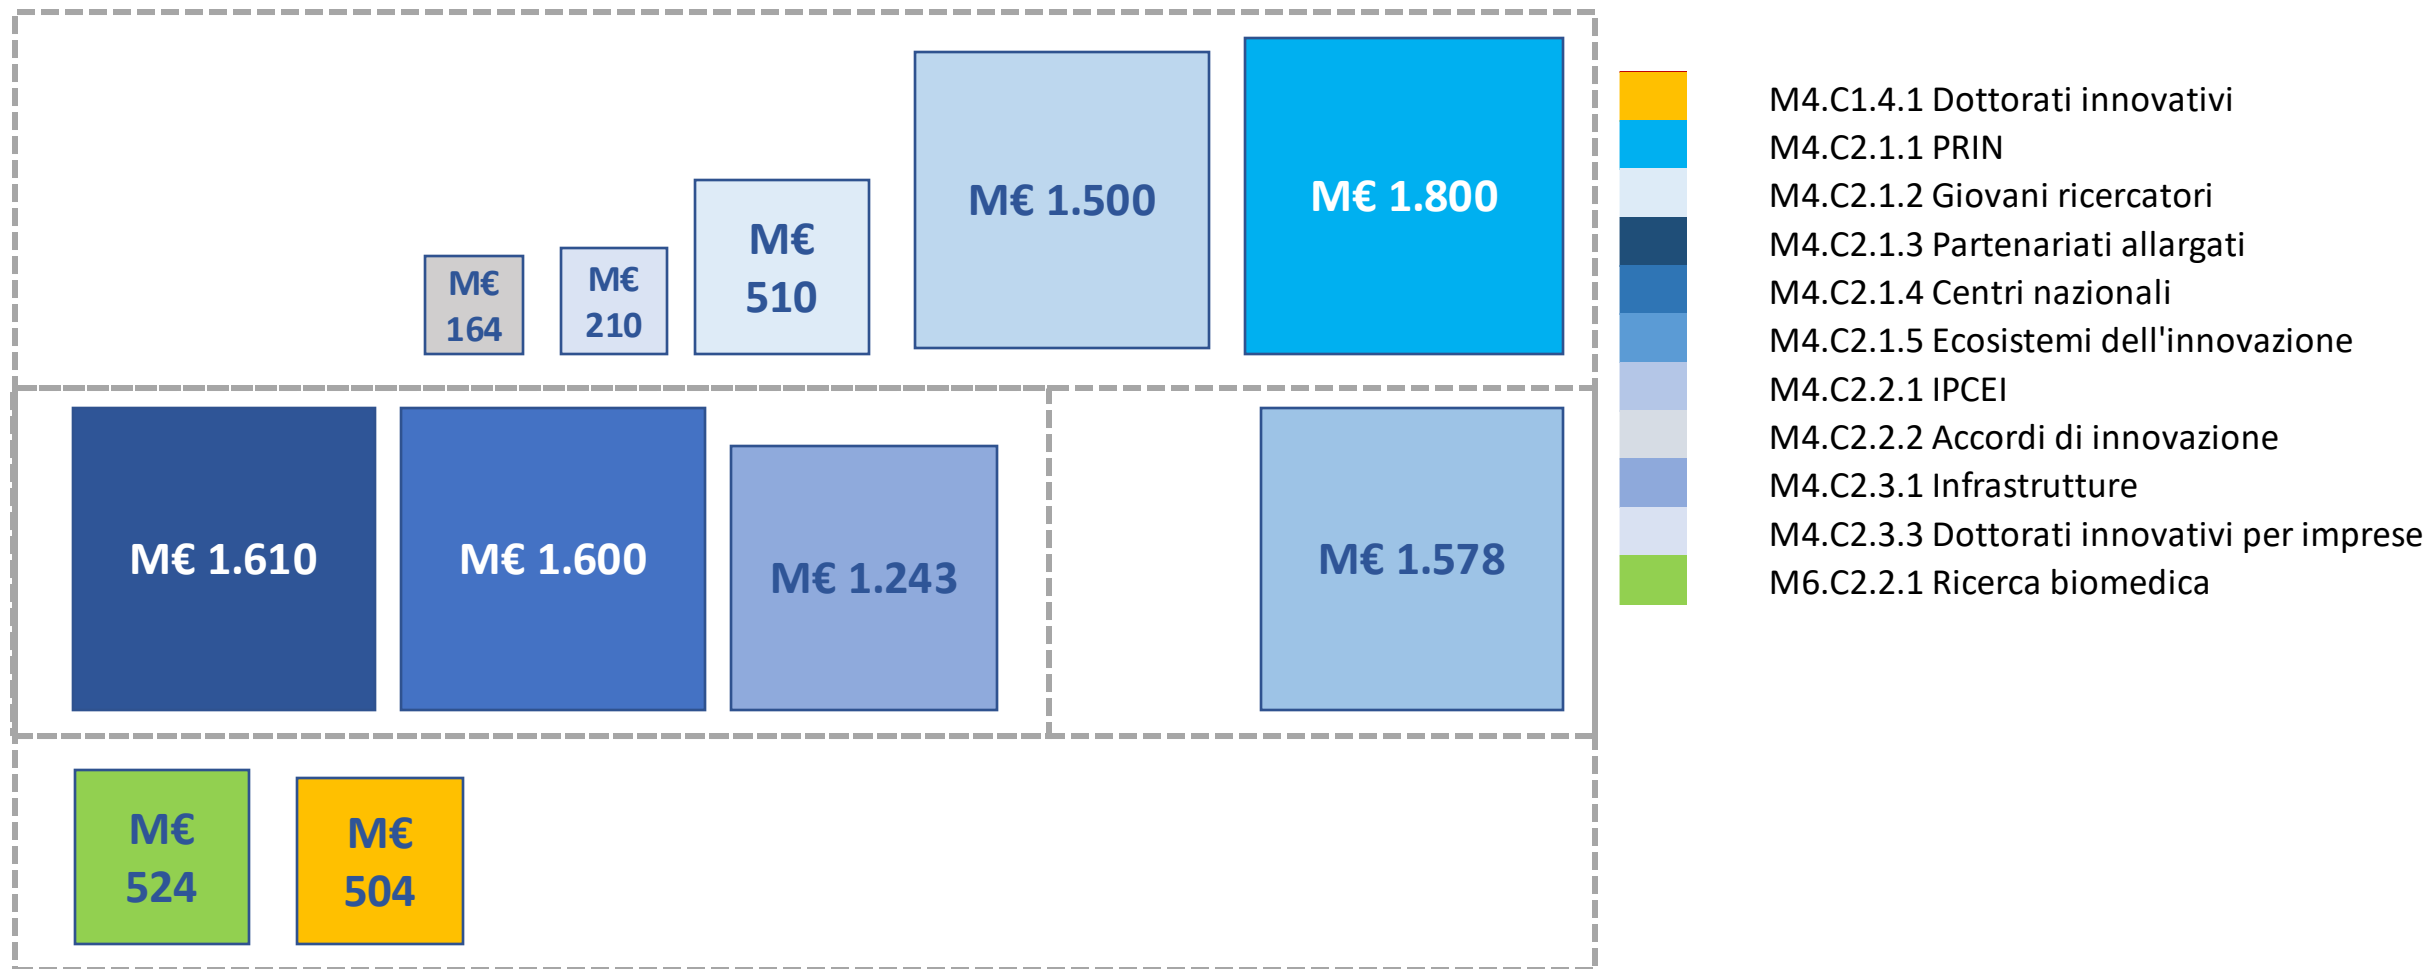 M€ 1.500
M€ 1.800
M€
510
M€
164
M€
210
M€ 1.610
M€ 1.600
M€ 1.243
M€ 1.578
M€
524
M€
504
M4.C1.4.1 Dottorati innovativi
M4.C2.1.1 PRIN
M4.C2.1.2 Giovani ricercatori
M4.C2.1.3 Partenariati allargati
M4.C2.1.4 Centri nazionali
M4.C2.1.5 Ecosistemi dell'innovazione
M4.C2.2.1 IPCEI
M4.C2.2.2 Accordi di innovazione
M4.C2.3.1 Infrastrutture
M4.C2.3.3 Dottorati innovativi per imprese
M6.C2.2.1 Ricerca biomedica